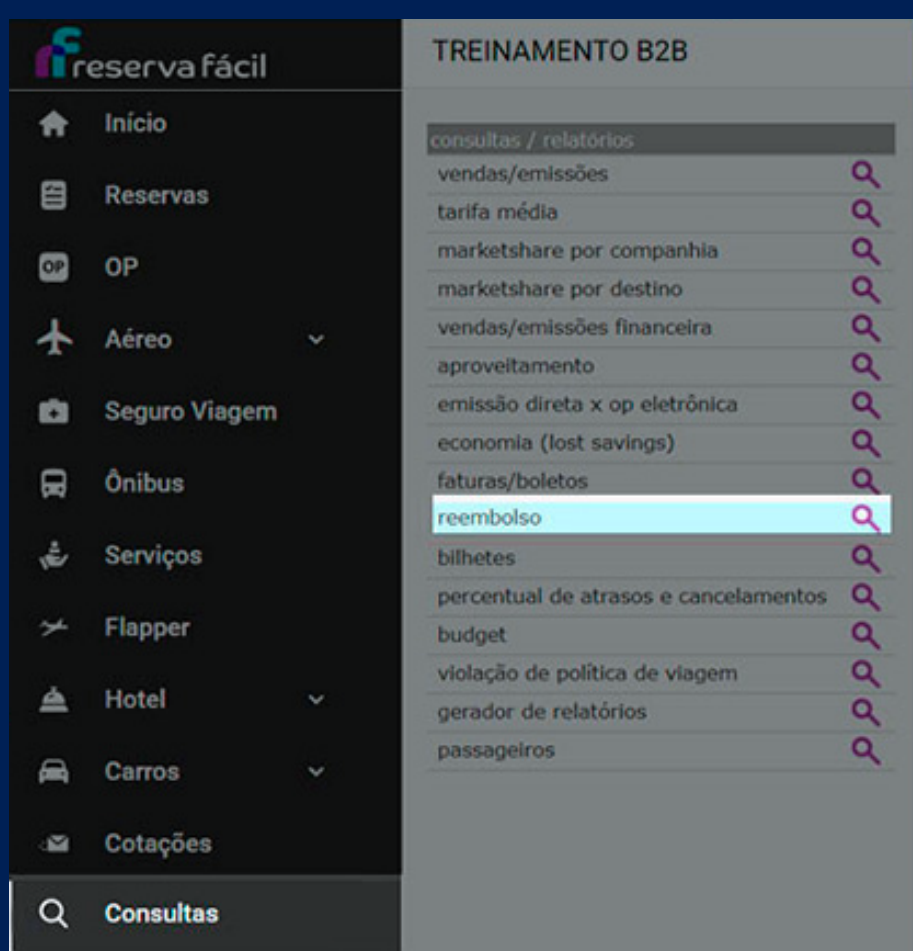 reserva fácil
Início
Reservas
OP OP
Aéreo
Seguro Viagem
Ônibus
Serviços
Flapper
Hotel
Carros
Cotações
Consultas
TREINAMENTO B2B
consultas / relatórios
vendas/emissões
tarifa média
marketshare por companhia
marketshare por destino
vendas/emissões financeira
aproveitamento
emissão direta x op eletrônica
economia (lost savings)
faturas/boletos
reembolso
bilhetes
percentual de atrasos e cancelamentos
budget
violação de política de viagem
gerador de relatórios
passageiros